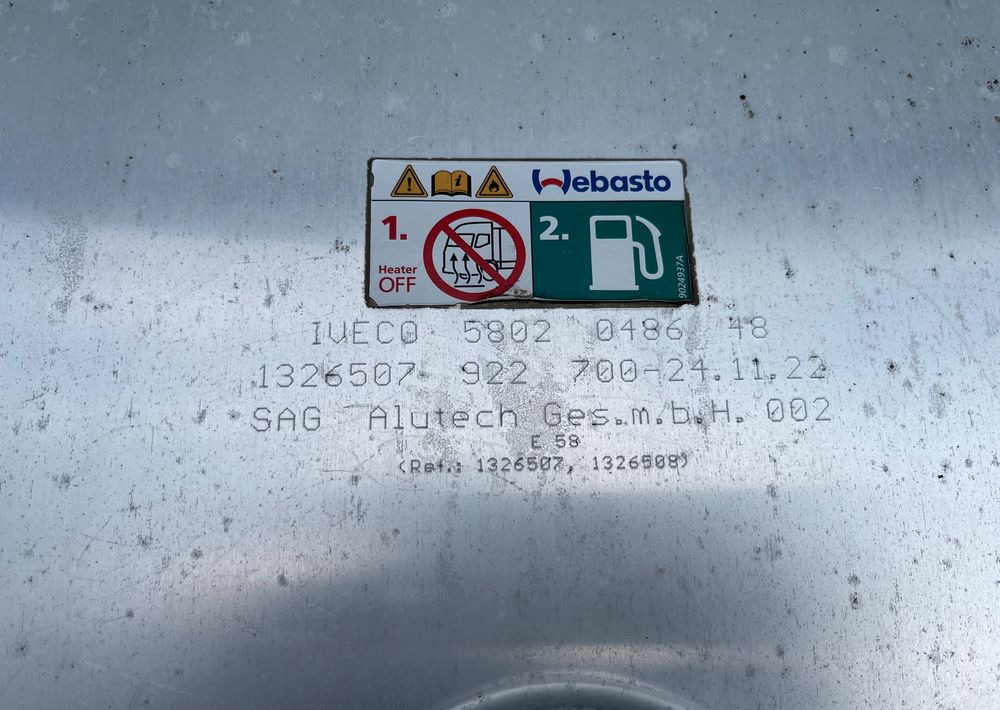 Webasto
1.
Heater
OFF
2.
9024937A
IVECO 5802 0486 48
1326507 922 700-24.11.22
SAG Alutech Ges.m.b.H. 002
E 58
(Ref.: 1326507, 1326508)